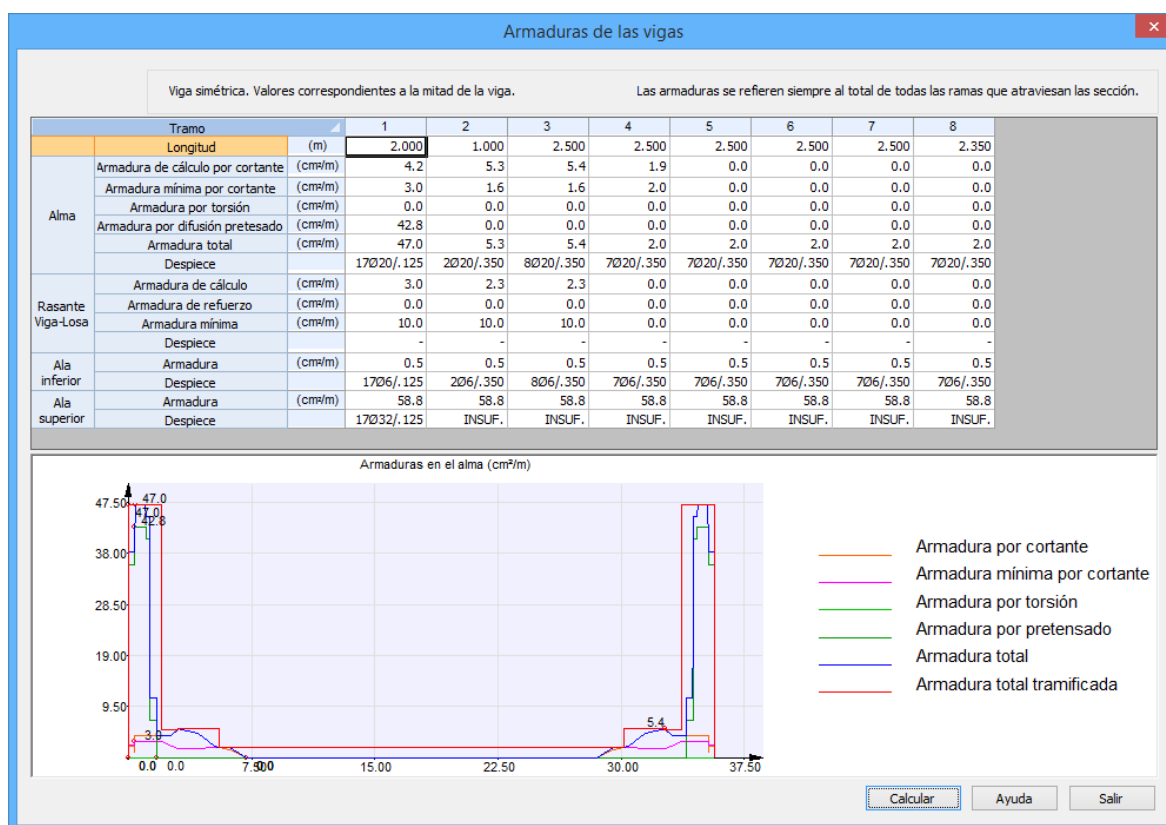 Armaduras de las vigas
Viga simétrica. Valores correspondientes a la mitad de la viga. Las armaduras se refieren siempre al total de todas las ramas que atraviesan las sección.
Tramo 1 2 3 4 5 6 7 8
Longitud (m) 2.000 1.000 2.500 2.500 2.500 2.500 2.500 2.350
Alma
Armadura de cálculo por cortante (cm²/m) 4.2 5.3 5.4 1.9 0.0 0.0 0.0 0.0
Armadura mínima por cortante (cm²/m) 3.0 1.6 1.6 2.0 0.0 0.0 0.0 0.0
Armadura por torsión (cm²/m) 0.0 0.0 0.0 0.0 0.0 0.0 0.0 0.0
Armadura por difusión pretesado (cm²/m) 42.8 0.0 0.0 0.0 0.0 0.0 0.0 0.0
Armadura total (cm²/m) 47.0 5.3 5.4 2.0 2.0 2.0 2.0 2.0
Despiece 17Ø20/.125 2Ø20/.350 8Ø20/.350 7Ø20/.350 7Ø20/.350 7Ø20/.350 7Ø20/.350 7Ø20/.350
Rasante Viga-Losa
Armadura de cálculo (cm²/m) 3.0 2.3 2.3 0.0 0.0 0.0 0.0 0.0
Armadura de refuerzo (cm²/m) 0.0 0.0 0.0 0.0 0.0 0.0 0.0 0.0
Armadura mínima (cm²/m) 10.0 10.0 10.0 0.0 0.0 0.0 0.0 0.0
Despiece - - - - - - - -
Ala inferior
Armadura (cm²/m) 0.5 0.5 0.5 0.5 0.5 0.5 0.5 0.5
Despiece 17Ø6/.125 2Ø6/.350 8Ø6/.350 7Ø6/.350 7Ø6/.350 7Ø6/.350 7Ø6/.350 7Ø6/.350
Ala superior
Armadura (cm²/m) 58.8 58.8 58.8 58.8 58.8 58.8 58.8 58.8
Despiece 17Ø32/.125 INSUF. INSUF. INSUF. INSUF. INSUF. INSUF. INSUF.
Armaduras en el alma (cm²/m)
47.50 47.0
47.0
42.8
38.00
28.50
19.00
9.50
3.0 5.4
0.0 0.0 7.50 0.0 15.00 22.50 30.00 37.50
Armadura por cortante
Armadura mínima por cortante
Armadura por torsión
Armadura por pretensado
Armadura total
Armadura total tramificada
Calcular Ayuda Salir